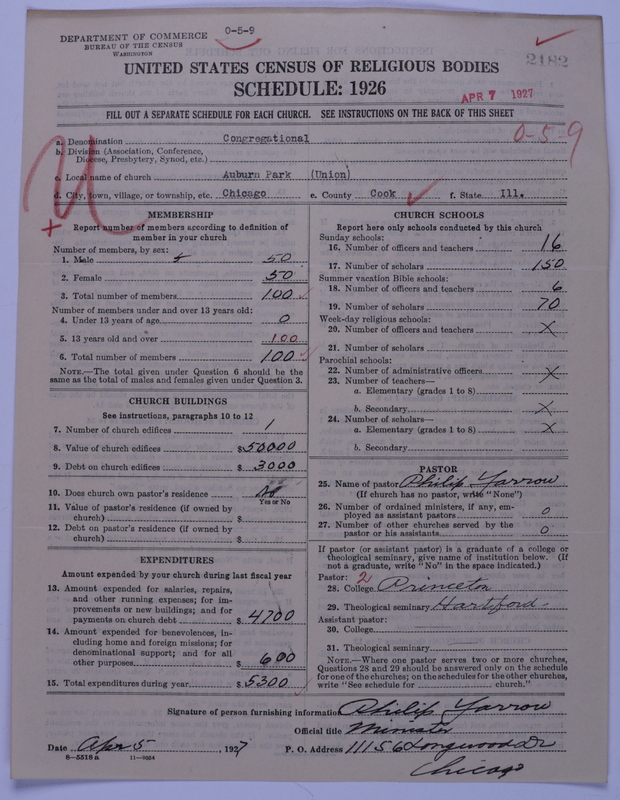 DEPARTMENT OF COMMERCE
BUREAU OF THE CENSUS
WASHINGTON
0-5-9
2182
UNITED STATES CENSUS OF RELIGIOUS BODIES
SCHEDULE: 1926
APR 7 1927
FILL OUT A SEPARATE SCHEDULE FOR EACH CHURCH. SEE INSTRUCTIONS ON THE BACK OF THIS SHEET
0-5-9
a. Denomination Congregational
b. Division (Association, Conference, Diocese, Presbytery, Synod, etc.)
c. Local name of church Auburn Park (Union)
d. City, town, village, or township, etc. Chicago e. County Cook f. State Ill.
U
MEMBERSHIP
Report number of members according to definition of
member in your church
Number of members, by sex:
1. Male 50
2. Female 50
3. Total number of members 100
Number of members under and over 13 years old:
4. Under 13 years of age 0
5. 13 years old and over 100
6. Total number of members 100
NOTE.—The total given under Question 6 should be
same as the total of males and females given under Question 3.
CHURCH BUILDINGS
See instructions, paragraphs 10 to 12
7. Number of church edifices 1
8. Value of church edifices $50000
9. Debt on church edifices $ 3000
10. Does church own pastor's residence No
Yes or No
11. Value of pastor's residence (if owned by
church) $
12. Debt on pastor's residence (if owned by
church) $
EXPENDITURES
Amount expended by your church during last fiscal year
13. Amount expended for salaries, repairs,
and other running expenses; for im-
provements or new buildings; and for
payments on church debt $ 4700
14. Amount expended for benevolences, in-
cluding home and foreign missions; for
denominational support; and for all
other purposes $ 600
15. Total expenditures during year $ 5300
CHURCH SCHOOLS
Report here only schools conducted by this church
Sunday schools:
16. Number of officers and teachers 16
17. Number of scholars 150
Summer vacation Bible schools:
18. Number of officers and teachers 6
19. Number of scholars 70
Week-day religious schools:
20. Number of officers and teachers X
21. Number of scholars
Parochial schools:
22. Number of administrative officers X
23. Number of teachers—
a. Elementary (grades 1 to 8)
b. Secondary X
24. Number of scholars—
a. Elementary (grades 1 to 8) X
b. Secondary
PASTOR
25. Name of pastor Philip Yarrow
(If church has no pastor, write "None")
26. Number of ordained ministers, if any, em-
ployed as assistant pastors 0
27. Number of other churches served by the
pastor or his assistants 0
If pastor (or assistant pastor) is a graduate of a college or
theological seminary, give name of institution below. (If
not a graduate, write "No" in the space indicated.)
Pastor: 2
28. College Princeton
29. Theological seminary Hartford
Assistant pastor:
30. College
31. Theological seminary
NOTE.—Where one pastor serves two or more churches,
Questions 28 and 29 should be answered only on the schedule
for one of the churches; on the schedules for the other churches,
write "See schedule for church."
Signature of person furnishing information Philip Yarrow
Official title Minister
Date Apr 5, 1927 P. O. Address 11156 Longwood Dr
Chicago
8—5518 a 11—9664